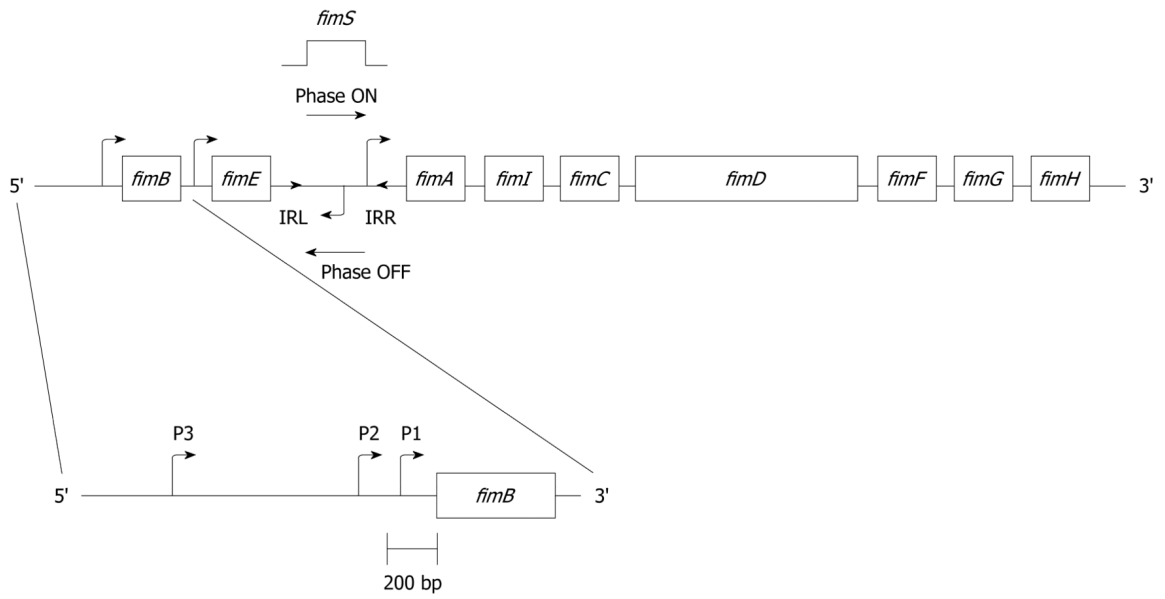 fimS
Phase ON
5' fimB fimE fimA fimI fimC fimD fimF fimG fimH 3'
IRL IRR
Phase OFF
P3 P2 P1
5' fimB 3'
200 bp